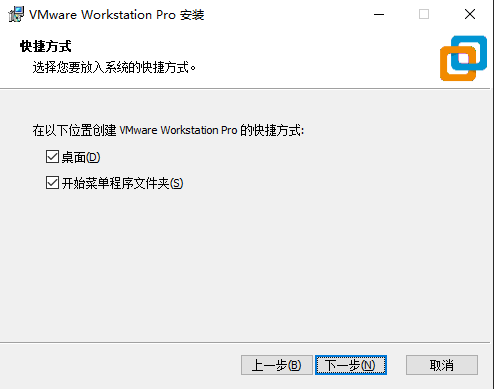 VMware Workstation Pro 安装
快捷方式
选择您要放入系统的快捷方式。
在以下位置创建 VMware Workstation Pro 的快捷方式:
桌面(D)
开始菜单程序文件夹(S)
上一步(B) 下一步(N) 取消